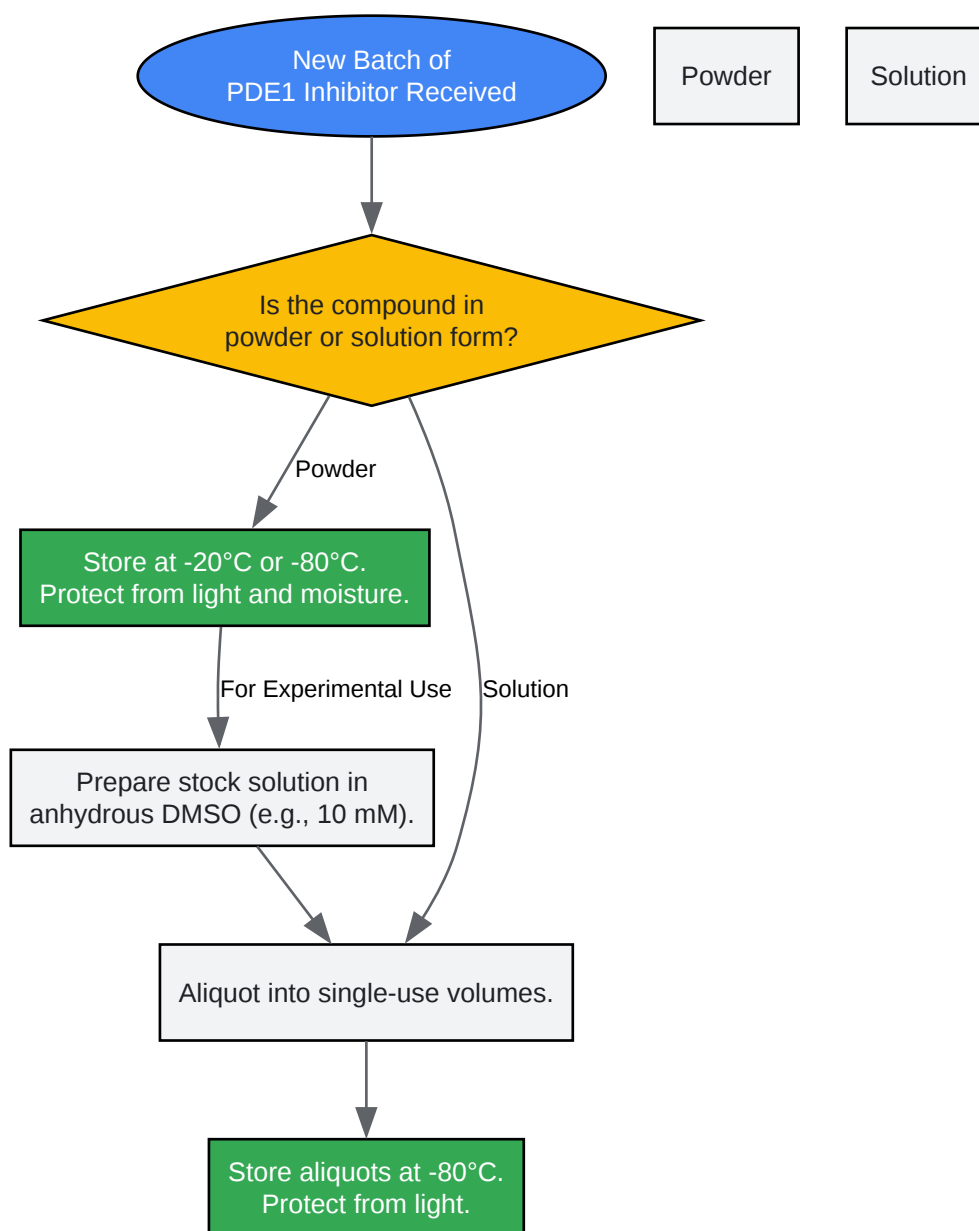 New Batch of
PDE1 Inhibitor Received
Powder
Solution
Is the compound in
powder or solution form?
Powder
Store at -20°C or -80°C.
Protect from light and moisture.
For Experimental Use
Solution
Prepare stock solution in
anhydrous DMSO (e.g., 10 mM).
Aliquot into single-use volumes.
Store aliquots at -80°C.
Protect from light.